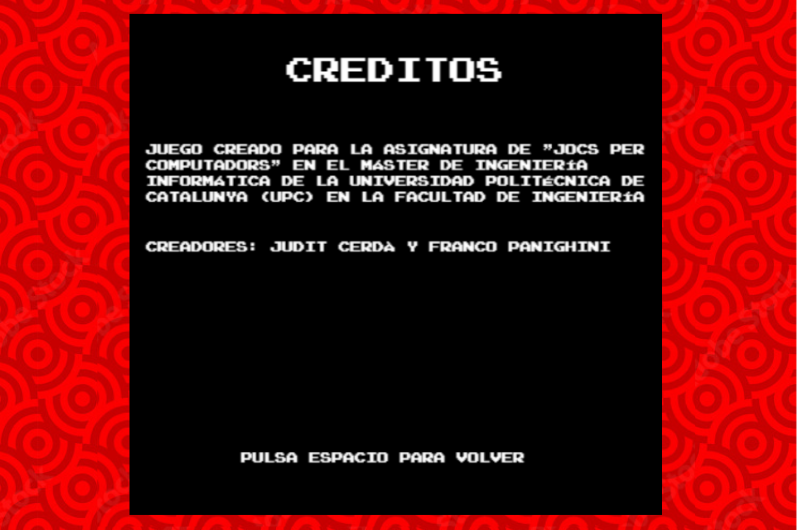 CREDITOS
JUEGO CREADO PARA LA ASIGNATURA DE "JOCS PER
COMPUTADORS" EN EL MáSTER DE INGENIERíA
INFORMáTICA DE LA UNIVERSIDAD POLITéCNICA DE
CATALUNYA (UPC) EN LA FACULTAD DE INGENIERíA
CREADORES: JUDIT CERDà Y FRANCO PANIGHINI
PULSA ESPACIO PARA VOLVER